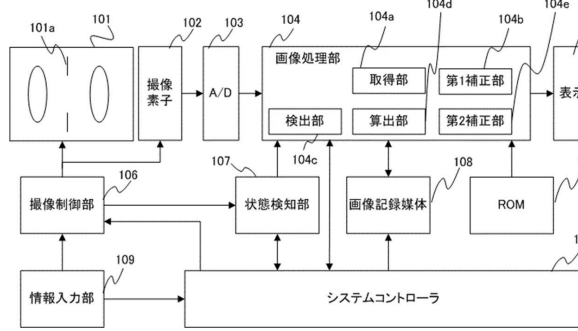 101a
101
102
103
104
104a
104d
104b
104e
画像処理部
撮像
素子
A/D
取得部
第1補正部
表示
検出部
算出部
第2補正部
104c
106
107
108
撮像制御部
状態検知部
画像記録媒体
ROM
109
情報入力部
システムコントローラ